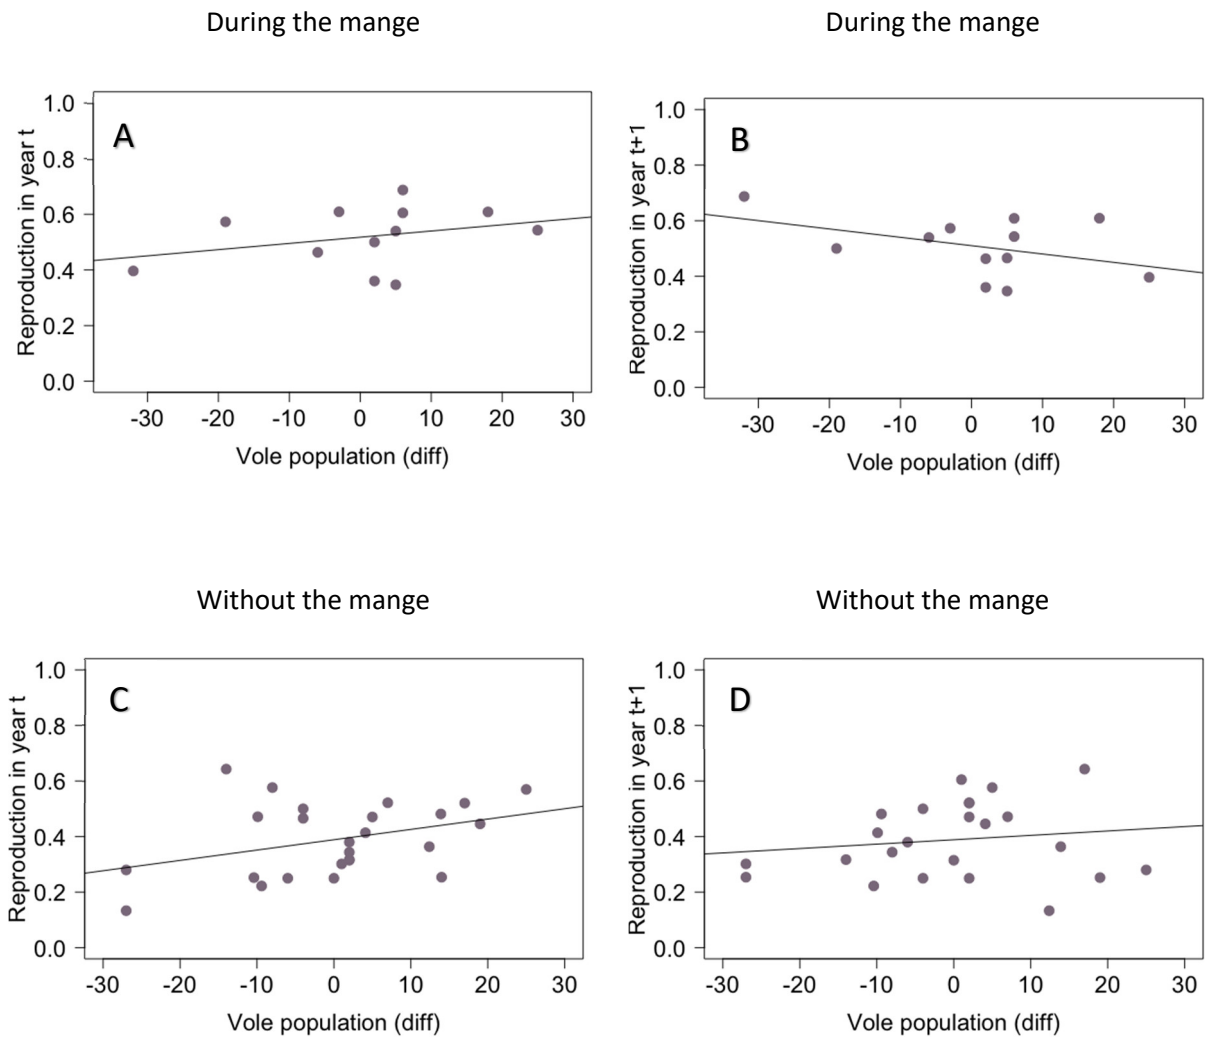 During the mange
During the mange
A
Reproduction in year t
1.0
0.8
0.6
0.4
0.2
0.0
-30 -20 -10 0 10 20 30
Vole population (diff)
B
Reproduction in year t+1
1.0
0.8
0.6
0.4
0.2
0.0
-30 -20 -10 0 10 20 30
Vole population (diff)
Without the mange
Without the mange
C
Reproduction in year t
1.0
0.8
0.6
0.4
0.2
0.0
-30 -20 -10 0 10 20 30
Vole population (diff)
D
Reproduction in year t+1
1.0
0.8
0.6
0.4
0.2
0.0
-30 -20 -10 0 10 20 30
Vole population (diff)